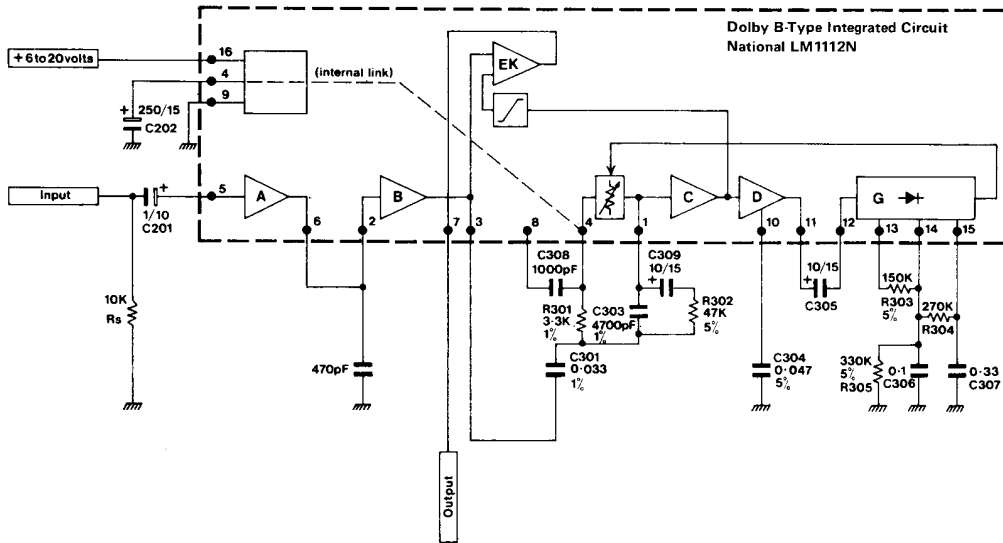 Dolby B-Type Integrated Circuit
National LM1112N
+6 to 20 volts
16
4
9
(internal link)
250/15
+
C202
EK
Input
+
1/10
C201
5
A
6
2
B
7
3
8
4
1
C
D
10
11
12
G
13
14
15
10K
Rs
470pF
C308
1000pF
R301
3·3K
1%
C301
0·033
1%
C303
4700pF
1%
C309
10/15
+
R302
47K
5%
C304
0·047
5%
10/15
+
C305
150K
R303
5%
270K
R304
330K
5%
R305
0·1
C306
0·33
C307
Output